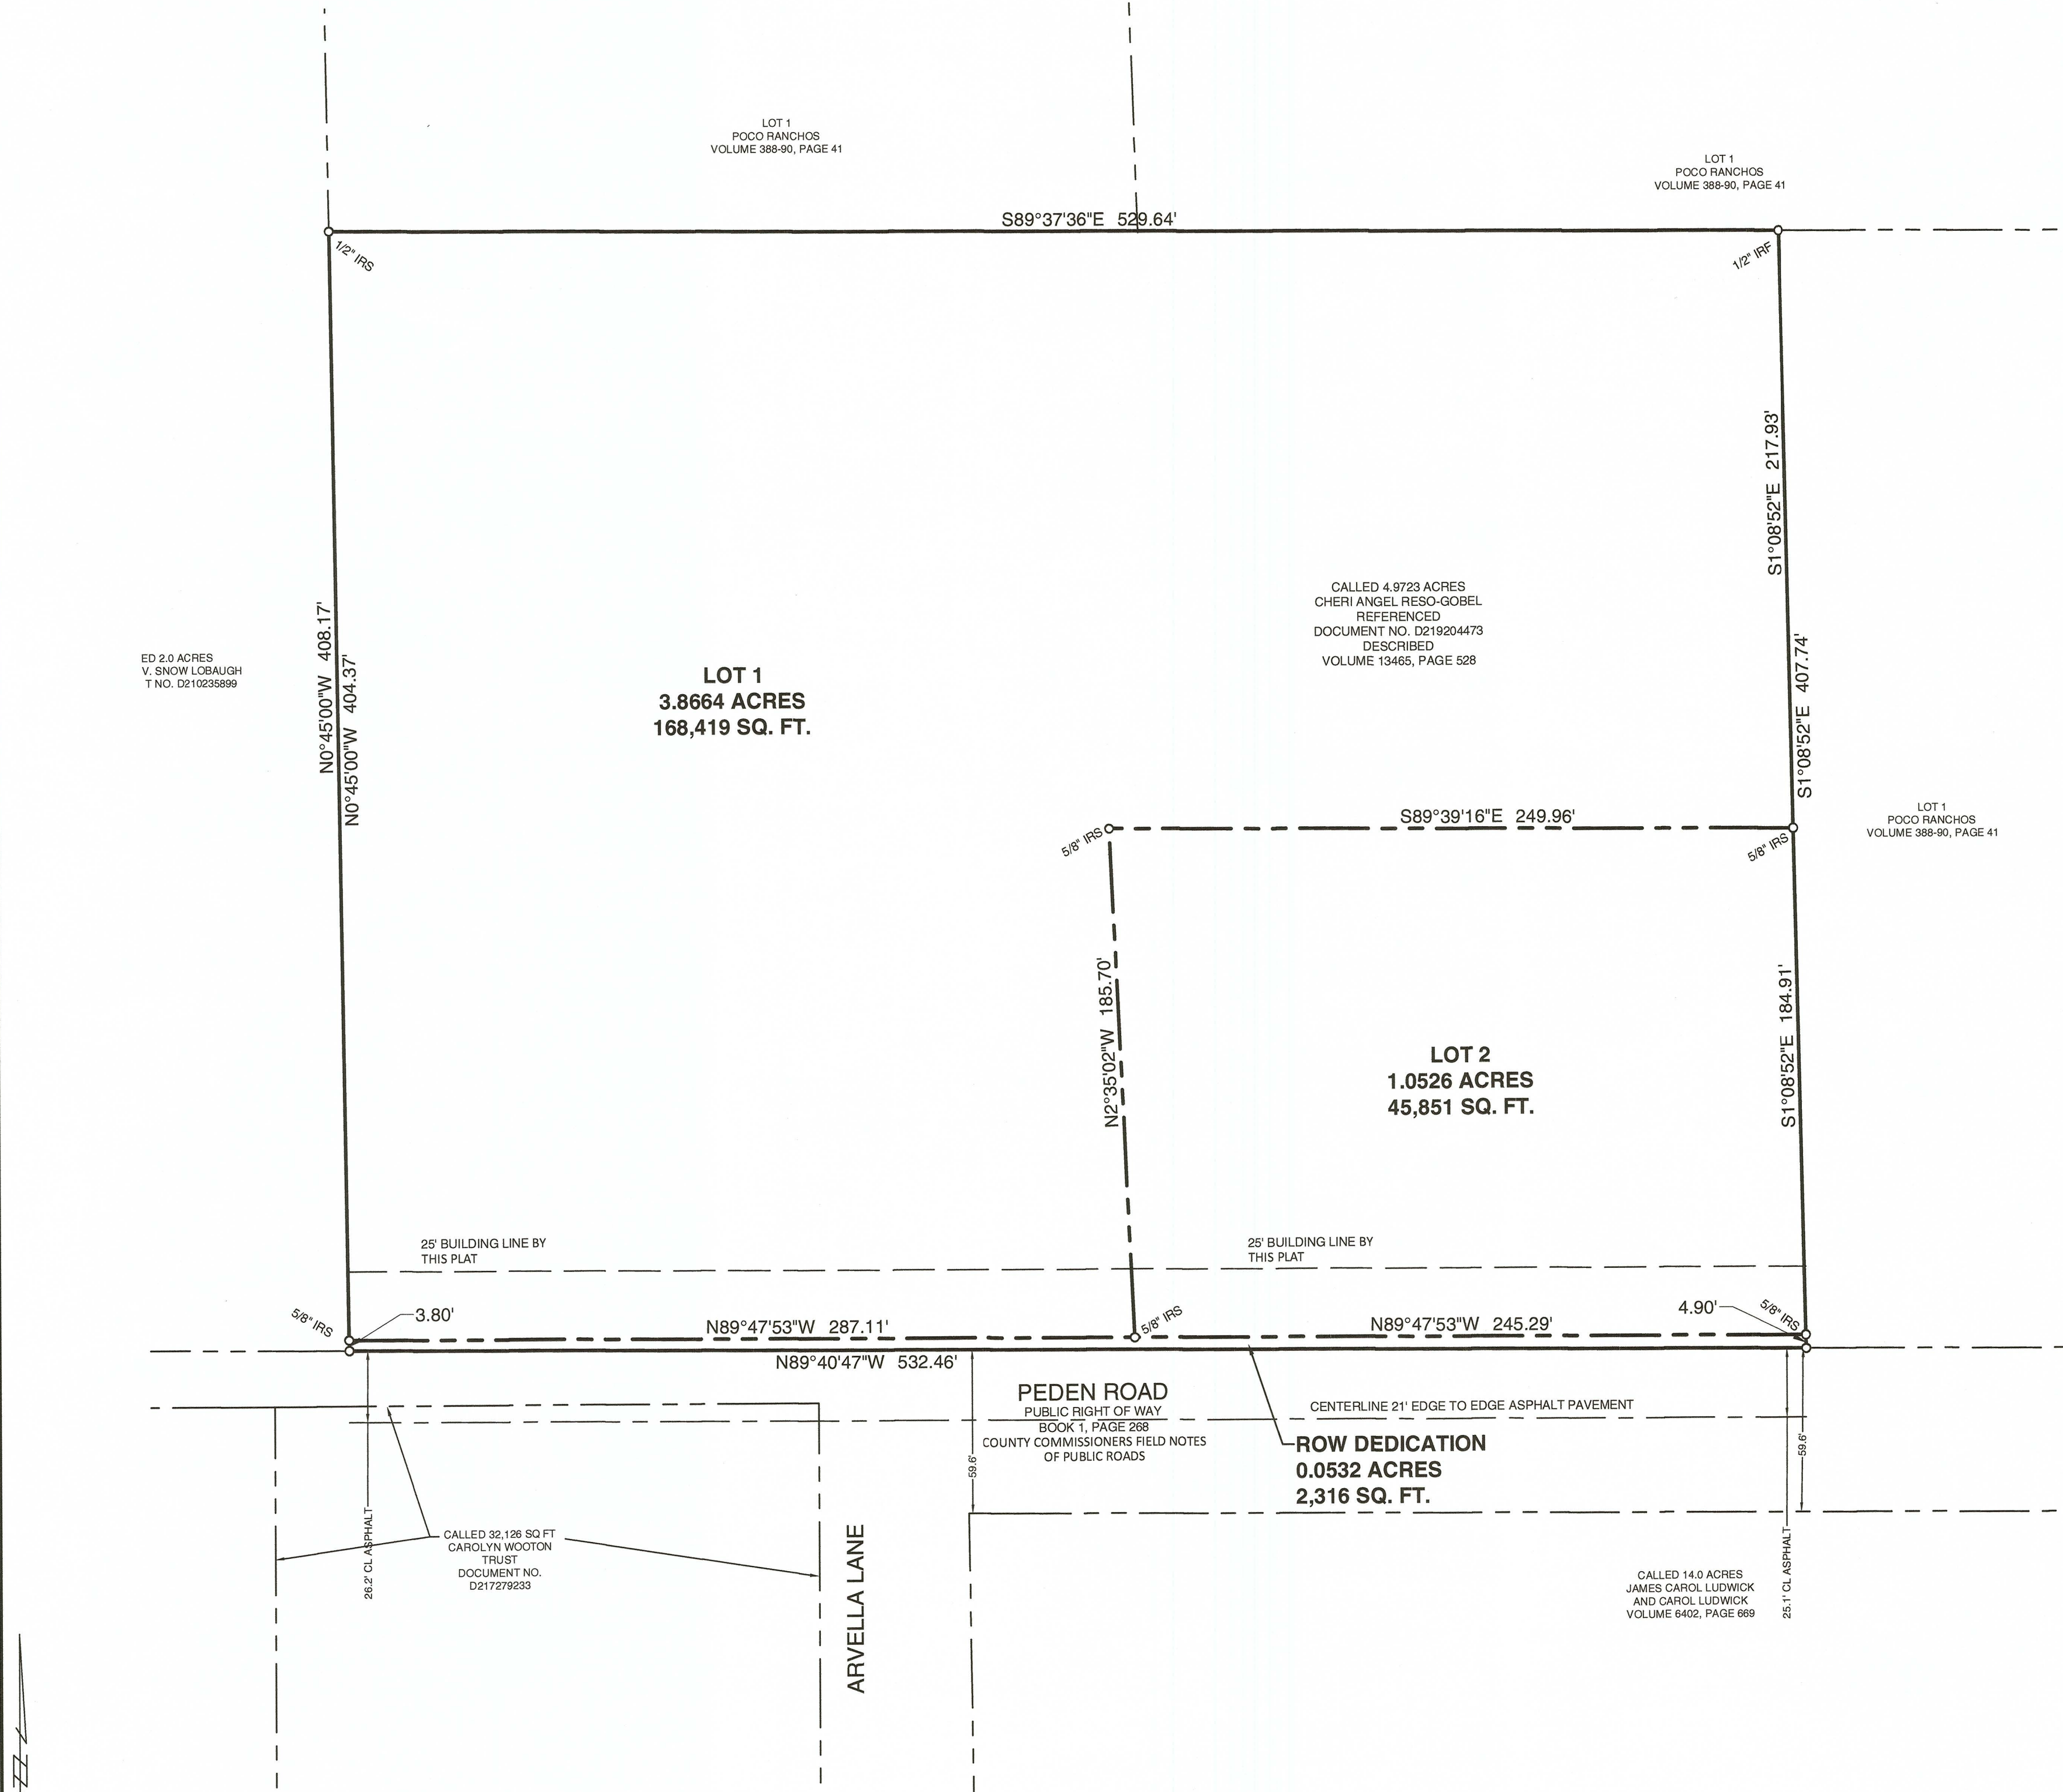 LOT 1
POCO RANCHOS
VOLUME 388-90, PAGE 41
LOT 1
POCO RANCHOS
VOLUME 388-90, PAGE 41
S89°37'36"E 529.64'
1/2" IRS
1/2" IRF
S1°08'52"E 217.93'
CALLED 4.9723 ACRES
CHERI ANGEL RESO-GOBEL
REFERENCED
DOCUMENT NO. D219204473
DESCRIBED
VOLUME 13465, PAGE 528
N0°45'00"W 408.17'
N0°45'00"W 404.37'
S1°08'52"E 407.74'
ED 2.0 ACRES
V. SNOW LOBAUGH
T NO. D210235899
LOT 1
3.8664 ACRES
168,419 SQ. FT.
S89°39'16"E 249.96'
5/8" IRS
5/8" IRS
LOT 1
POCO RANCHOS
VOLUME 388-90, PAGE 41
N2°35'02"W 185.70'
S1°08'52"E 184.91'
LOT 2
1.0526 ACRES
45,851 SQ. FT.
25' BUILDING LINE BY
THIS PLAT
25' BUILDING LINE BY
THIS PLAT
5/8" IRS
3.80'
N89°47'53"W 287.11'
5/8" IRS
N89°47'53"W 245.29'
4.90'
5/8" IRS
N89°40'47"W 532.46'
PEDEN ROAD
PUBLIC RIGHT OF WAY
BOOK 1, PAGE 268
COUNTY COMMISSIONERS FIELD NOTES
OF PUBLIC ROADS
CENTERLINE 21' EDGE TO EDGE ASPHALT PAVEMENT
ROW DEDICATION
0.0532 ACRES
2,316 SQ. FT.
59.6'
59.6'
26.2' CL ASPHALT
CALLED 32,126 SQ FT
CAROLYN WOOTON
TRUST
DOCUMENT NO.
D217279233
ARVELLA LANE
CALLED 14.0 ACRES
JAMES CAROL LUDWICK
AND CAROL LUDWICK
VOLUME 6402, PAGE 669
25.1' CL ASPHALT